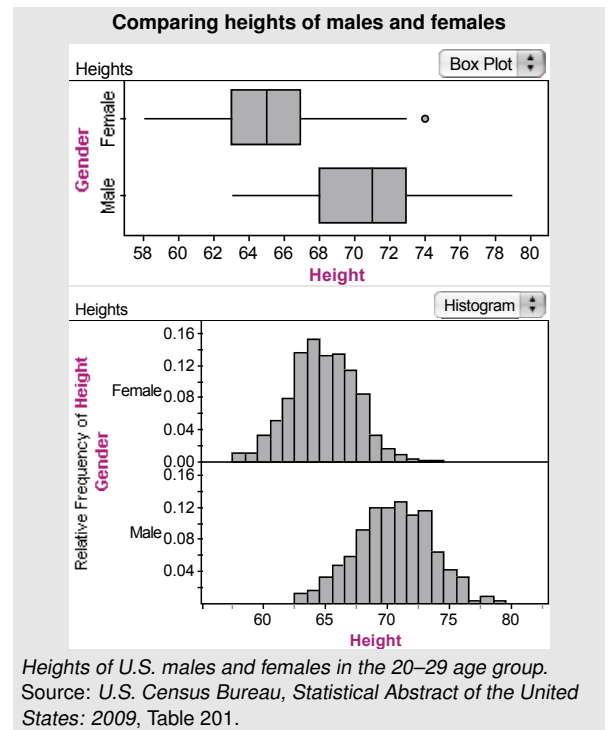 Comparing heights of males and females
Heights
Box Plot
Gender
Female
Male
58 60 62 64 66 68 70 72 74 76 78 80
Height
Heights
Histogram
Relative Frequency of Height
Gender
Female
0.16
0.12
0.08
0.04
0.00
Male
0.16
0.12
0.08
0.04
60 65 70 75 80
Height
Heights of U.S. males and females in the 20–29 age group.
Source: U.S. Census Bureau, Statistical Abstract of the United
States: 2009, Table 201.